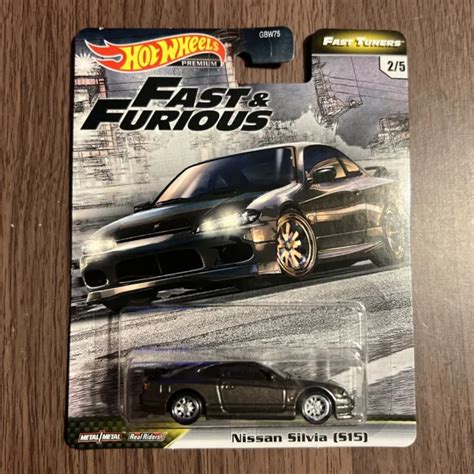 GBW75
Fast Tuners
Hot Wheels
PREMIUM
2/5
Fast &
Furious
METAL/METAL
Real Riders
Nissan Silvia (S15)